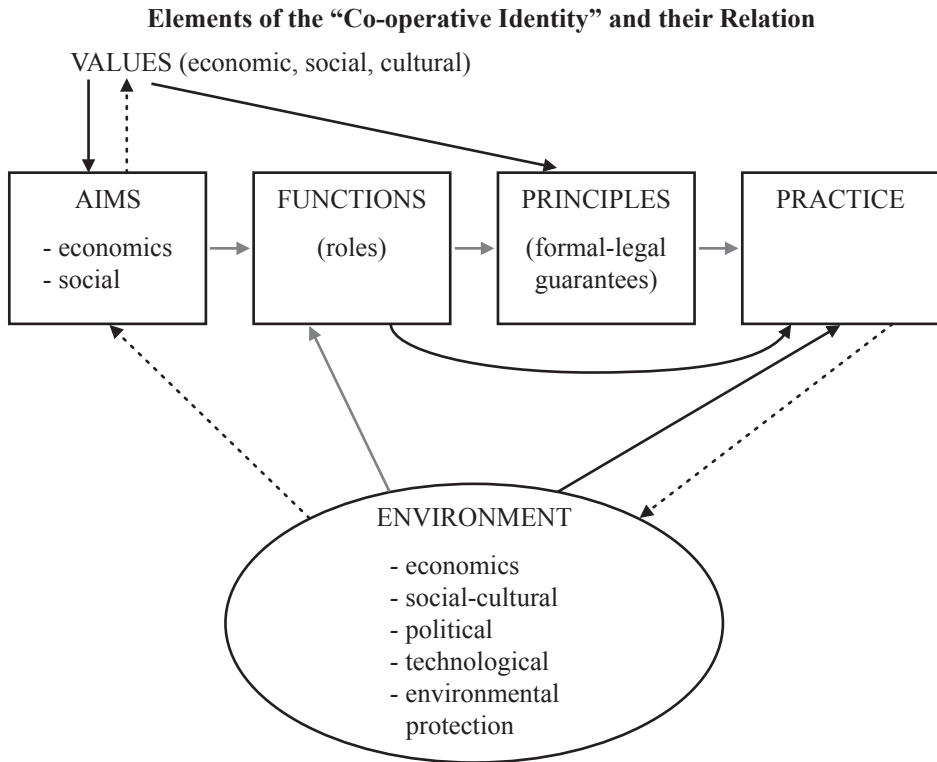 Elements of the “Co-operative Identity” and their Relation
VALUES (economic, social, cultural)
AIMS
- economics
- social
FUNCTIONS
(roles)
PRINCIPLES
(formal-legal
guarantees)
PRACTICE
ENVIRONMENT
- economics
- social-cultural
- political
- technological
- environmental
protection